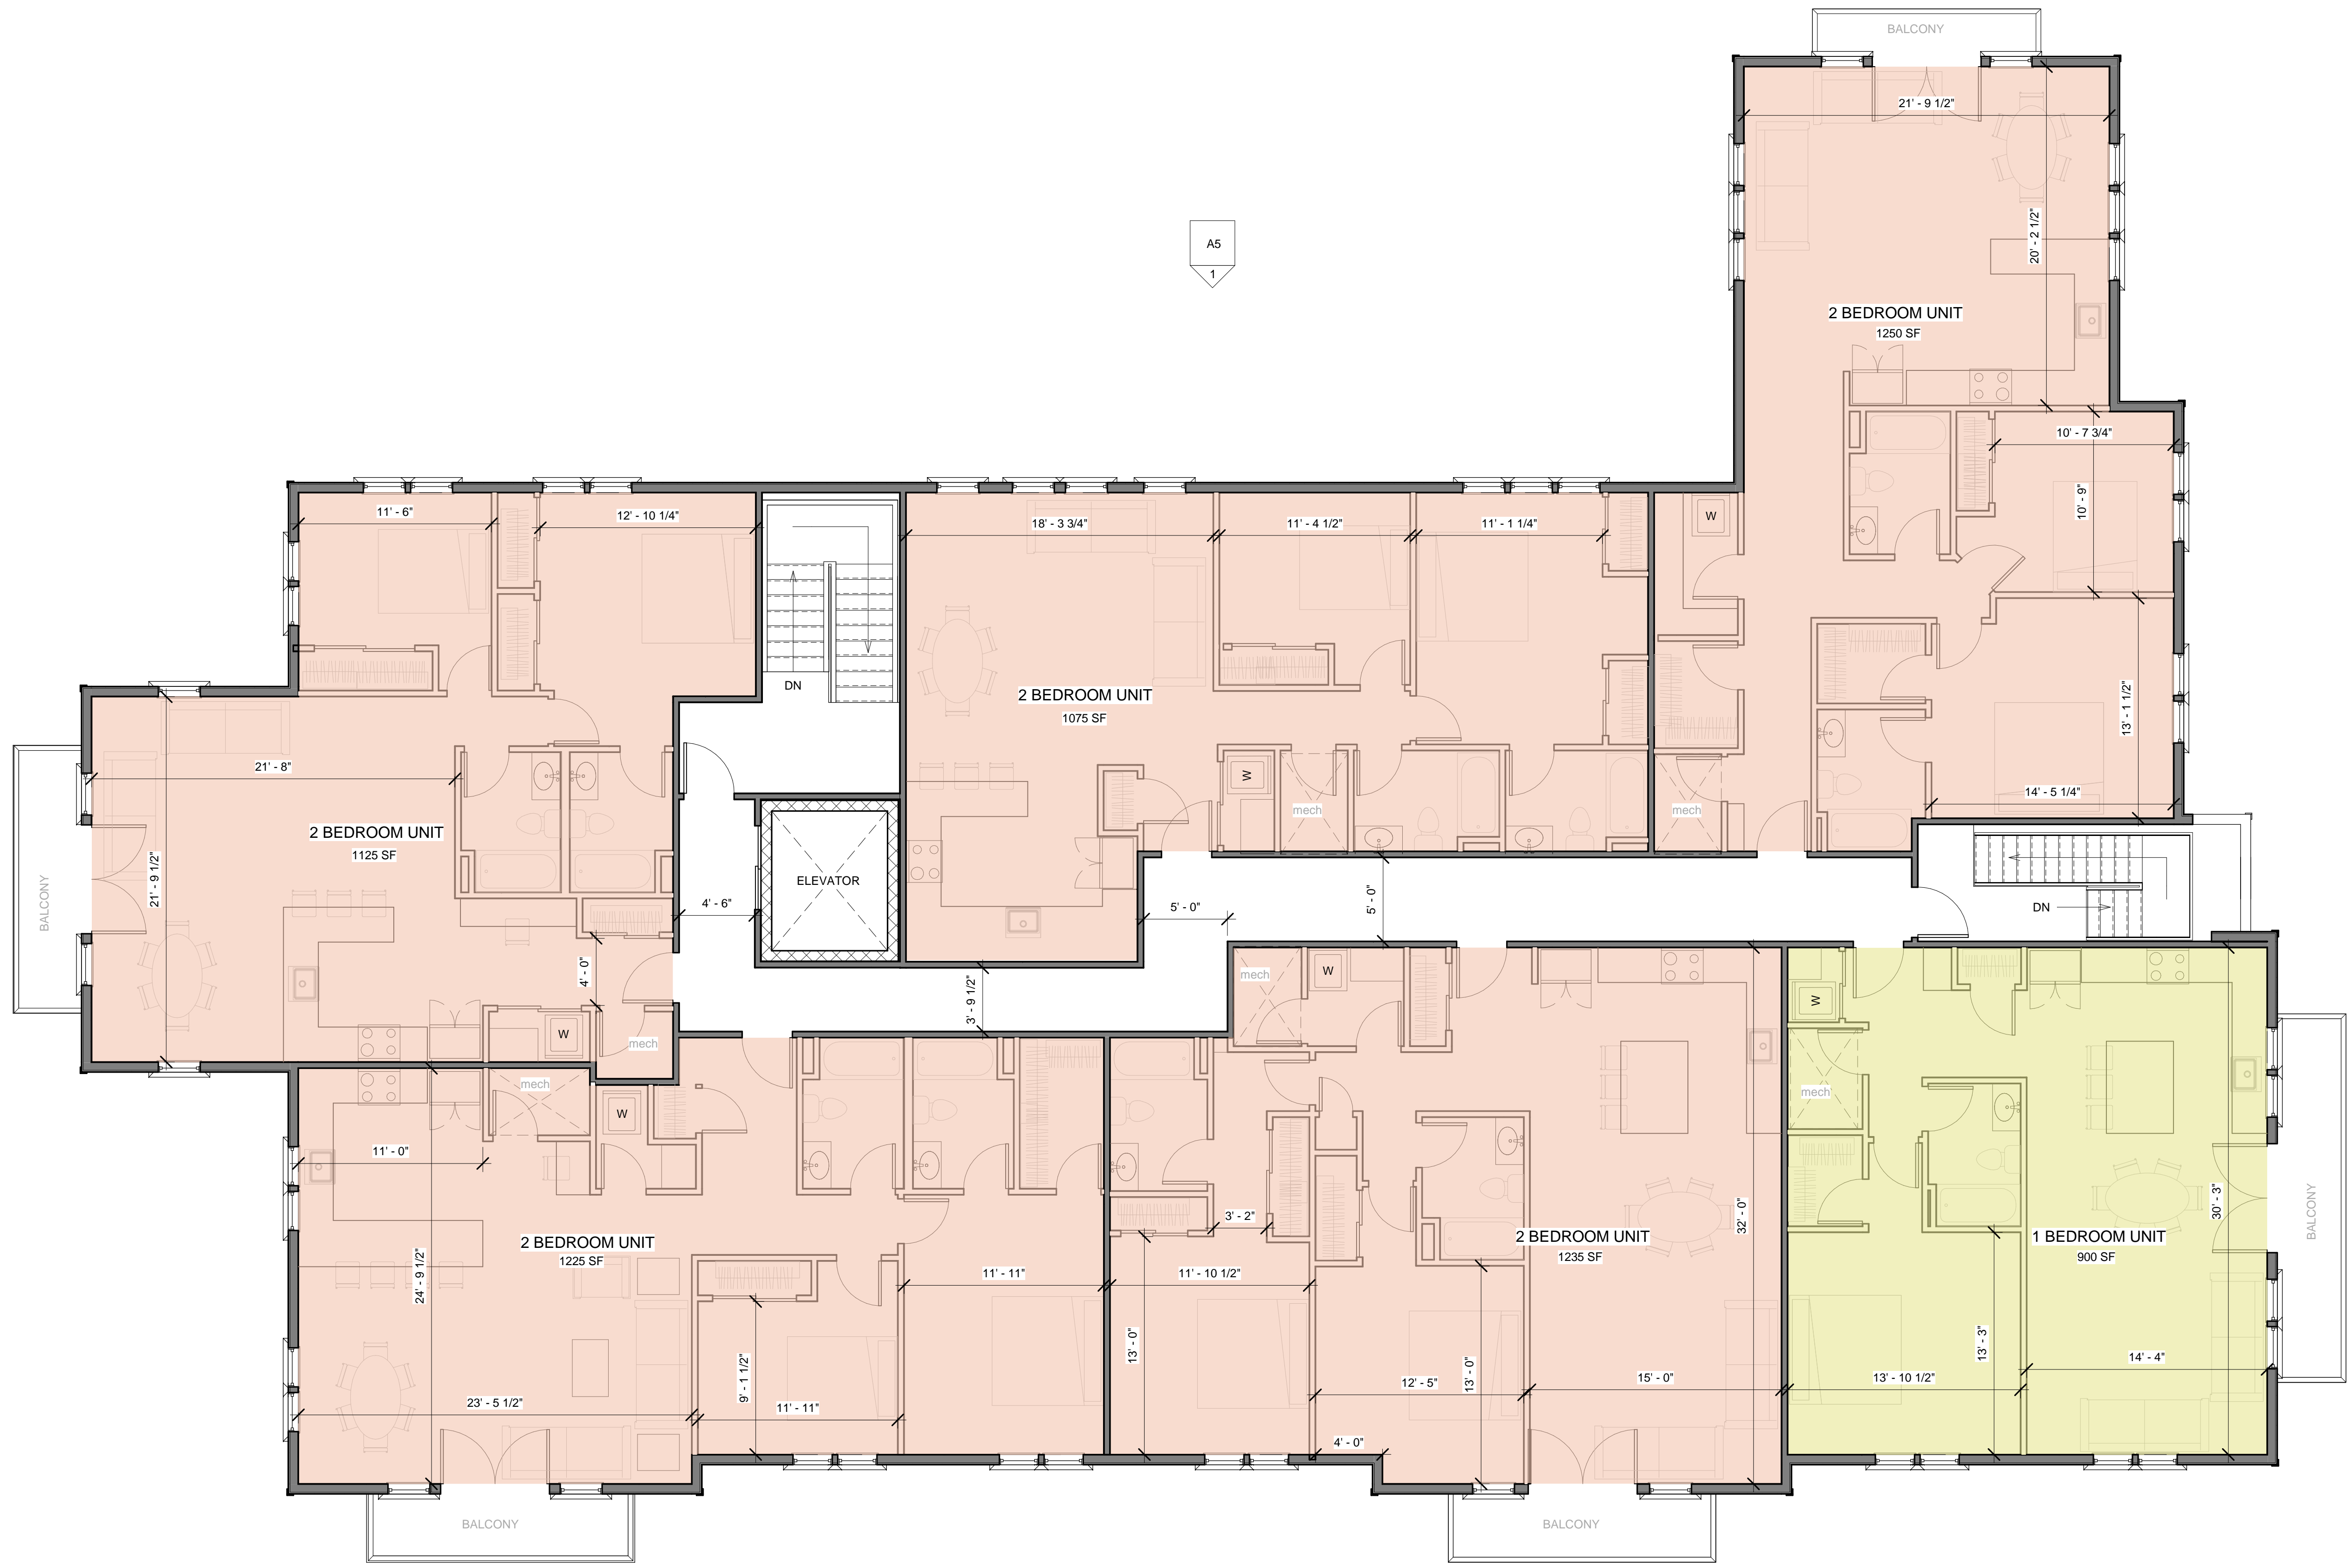 BALCONY
21' - 9 1/2"
20' - 2 1/2"
A5
1
2 BEDROOM UNIT
1250 SF
10' - 7 3/4"
10' - 9"
W
13' - 1 1/2"
14' - 5 1/4"
mech
11' - 6"
12' - 10 1/4"
DN
21' - 8"
2 BEDROOM UNIT
1125 SF
21' - 9 1/2"
BALCONY
4' - 0"
W
mech
4' - 6"
ELEVATOR
18' - 3 3/4"
11' - 4 1/2"
11' - 1 1/4"
2 BEDROOM UNIT
1075 SF
W
mech
5' - 0"
5' - 0"
3' - 9 1/2"
DN
mech
W
11' - 0"
2 BEDROOM UNIT
1225 SF
24' - 9 1/2"
23' - 5 1/2"
9' - 1 1/2"
11' - 11"
11' - 11"
BALCONY
mech
W
3' - 2"
11' - 10 1/2"
13' - 0"
12' - 5"
13' - 0"
4' - 0"
2 BEDROOM UNIT
1235 SF
32' - 0"
15' - 0"
BALCONY
W
mech
1 BEDROOM UNIT
900 SF
30' - 3"
13' - 3"
13' - 10 1/2"
14' - 4"
BALCONY